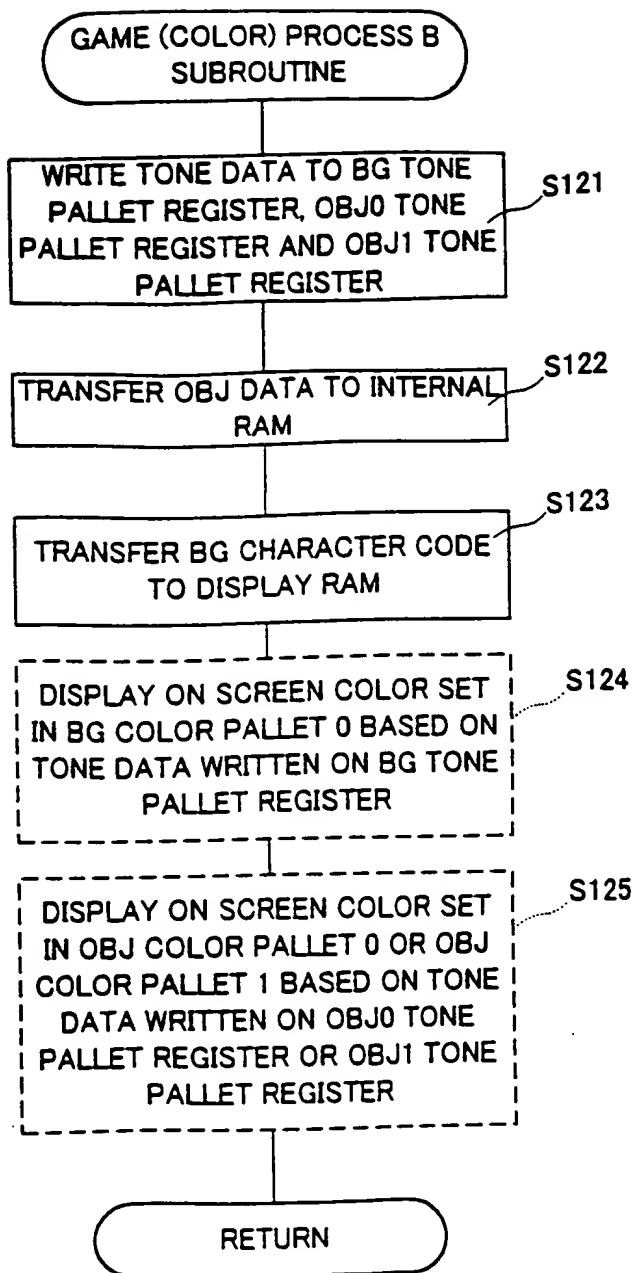 GAME (COLOR) PROCESS B
SUBROUTINE
WRITE TONE DATA TO BG TONE
PALLET REGISTER, OBJ0 TONE
PALLET REGISTER AND OBJ1 TONE
PALLET REGISTER
S121
TRANSFER OBJ DATA TO INTERNAL
RAM
S122
TRANSFER BG CHARACTER CODE
TO DISPLAY RAM
S123
DISPLAY ON SCREEN COLOR SET
IN BG COLOR PALLET 0 BASED ON
TONE DATA WRITTEN ON BG TONE
PALLET REGISTER
S124
DISPLAY ON SCREEN COLOR SET
IN OBJ COLOR PALLET 0 OR OBJ
COLOR PALLET 1 BASED ON TONE
DATA WRITTEN ON OBJ0 TONE
PALLET REGISTER OR OBJ1 TONE
PALLET REGISTER
S125
RETURN